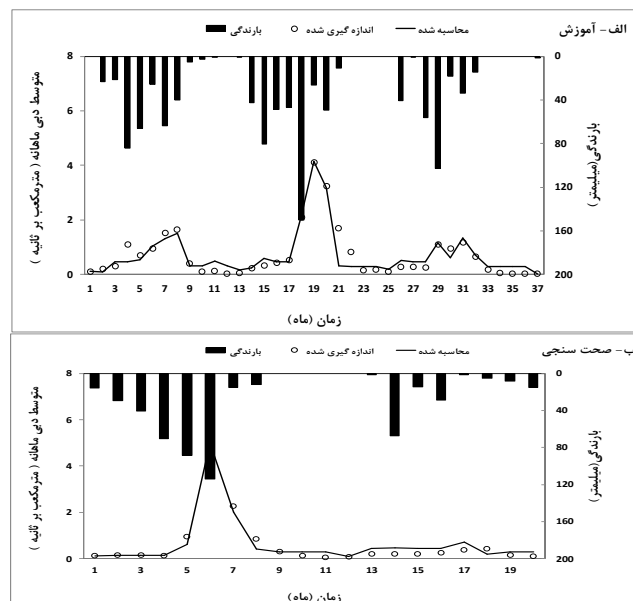 الف- آموزش
بارندگی اندازه گیری شده محاسبه شده
متوسط دبی ماهانه ( مترمکعب بر ثانیه )
8
6
4
2
0
بارندگی(میلیمتر)
0
40
80
120
160
200
1 3 5 7 9 11 13 15 17 19 21 23 25 27 29 31 33 35 37
زمان (ماه)
ب- صحت سنجی
بارندگی اندازه گیری شده محاسبه شده
متوسط دبی ماهانه ( مترمکعب بر ثانیه )
8
6
4
2
0
بارندگی(میلیمتر)
0
40
80
120
160
200
1 3 5 7 9 11 13 15 17 19
زمان (ماه)